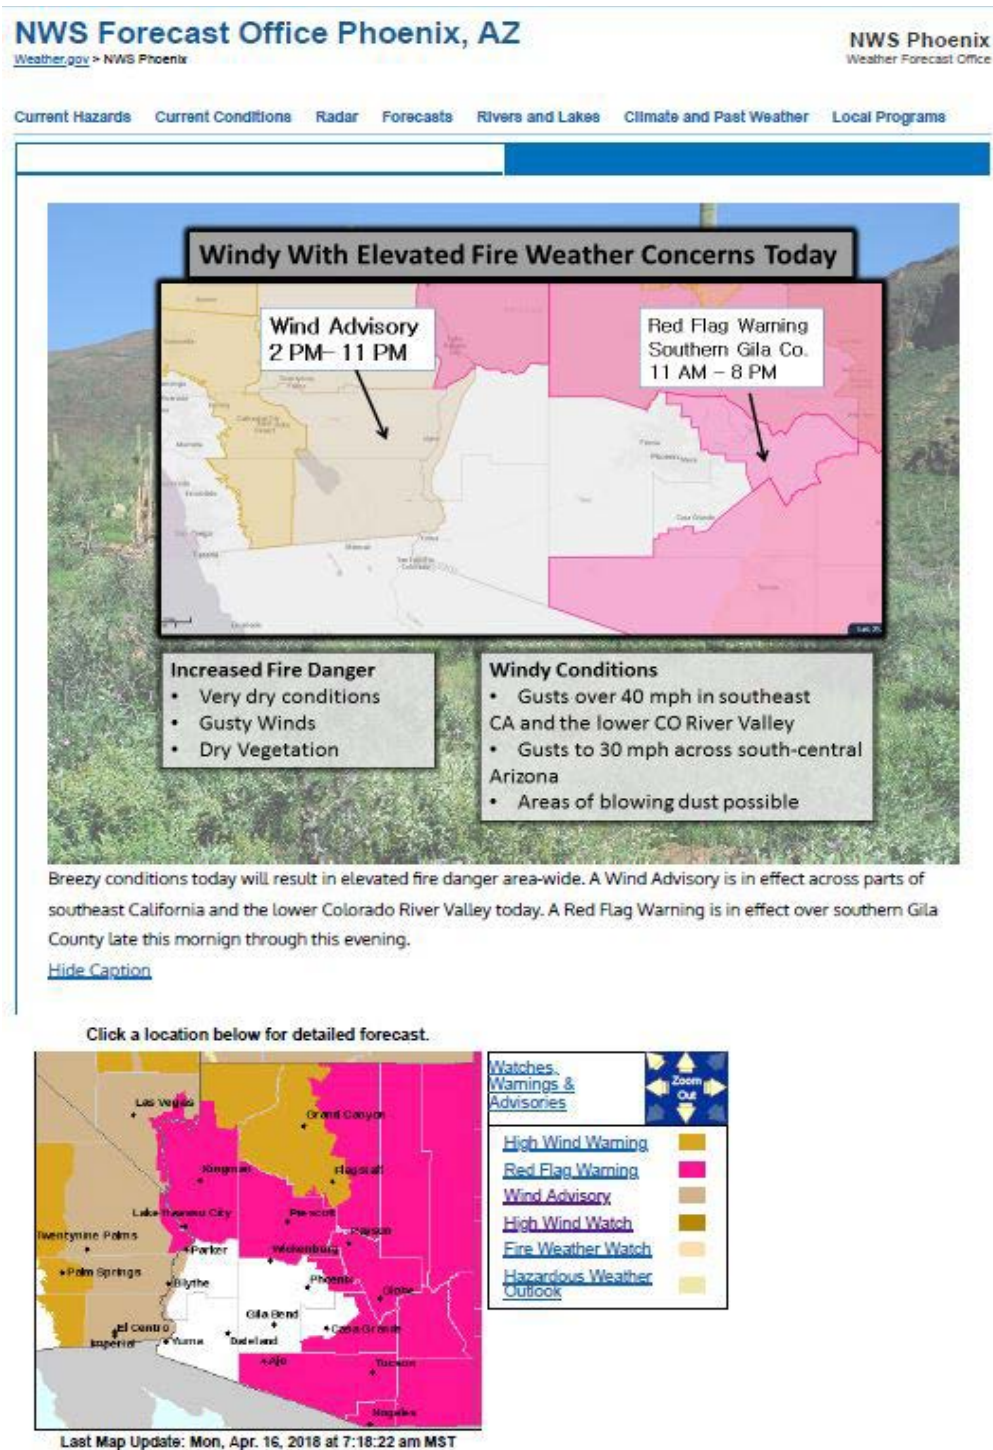 NWS Forecast Office Phoenix, AZ
Weather.gov > NWS Phoenix
NWS Phoenix
Weather Forecast Office
Current Hazards Current Conditions Radar Forecasts Rivers and Lakes Climate and Past Weather Local Programs
Windy With Elevated Fire Weather Concerns Today
Wind Advisory
2 PM– 11 PM
Red Flag Warning
Southern Gila Co.
11 AM – 8 PM
Phoenix
Casa Grande
Yuma
Tucson
Increased Fire Danger
• Very dry conditions
• Gusty Winds
• Dry Vegetation
Windy Conditions
• Gusts over 40 mph in southeast
CA and the lower CO River Valley
• Gusts to 30 mph across south-central
Arizona
• Areas of blowing dust possible
Breezy conditions today will result in elevated fire danger area-wide. A Wind Advisory is in effect across parts of
southeast California and the lower Colorado River Valley today. A Red Flag Warning is in effect over southern Gila
County late this mornign through this evening.
Hide Caption
Click a location below for detailed forecast.
Las Vegas
Grand Canyon
Kingman
Flagstaff
Lake Havasu City
Prescott
Payson
Twentynine Palms
Parker
Wickenburg
Palm Springs
Blythe
Phoenix
Globe
Gila Bend
El Centro
Casa Grande
Imperial
Yuma
Dateland
Ajo
Tucson
Nogales
Last Map Update: Mon, Apr. 16, 2018 at 7:18:22 am MST
Watches,
Warnings &
Advisories
Zoom
Out
High Wind Warning
Red Flag Warning
Wind Advisory
High Wind Watch
Fire Weather Watch
Hazardous Weather
Outlook